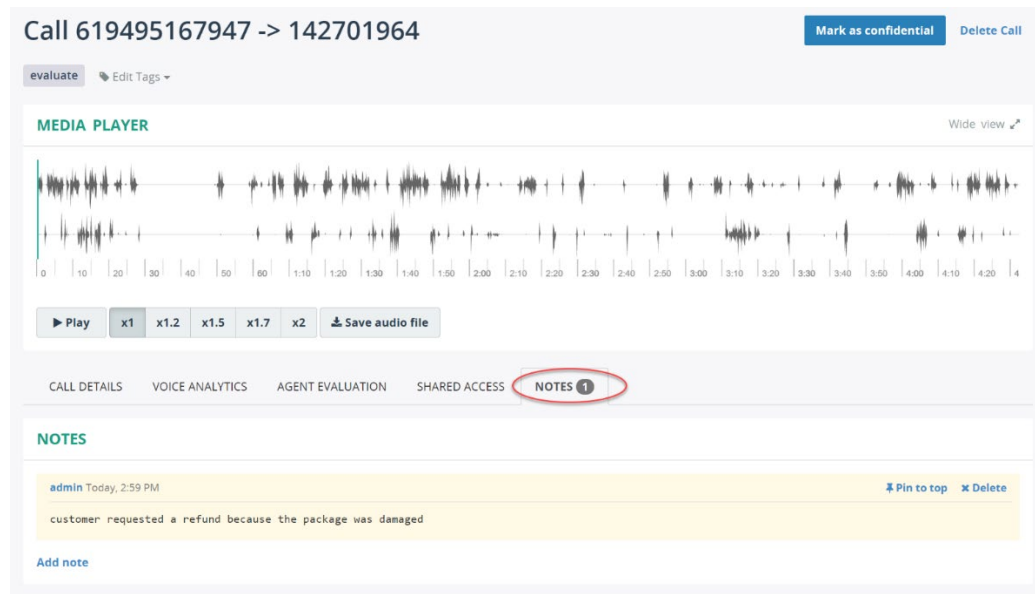 Call 619495167947 -> 142701964
Mark as confidential Delete Call
evaluate Edit Tags
MEDIA PLAYER Wide view
0 10 20 30 40 50 60 1:10 1:20 1:30 1:40 1:50 2:00 2:10 2:20 2:30 2:40 2:50 3:00 3:10 3:20 3:30 3:40 3:50 4:00 4:10 4:20 4
Play x1 x1.2 x1.5 x1.7 x2 Save audio file
CALL DETAILS VOICE ANALYTICS AGENT EVALUATION SHARED ACCESS NOTES 1
NOTES
admin Today, 2:59 PM Pin to top Delete
customer requested a refund because the package was damaged
Add note